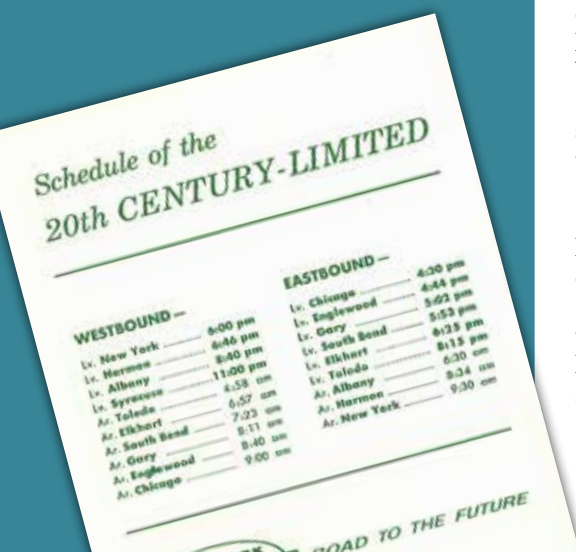 Schedule of the
20th CENTURY-LIMITED
WESTBOUND—
Lv. New York 6:00 pm
Lv. Harmon 6:46 pm
Lv. Albany 8:40 pm
Lv. Syracuse 11:00 pm
Ar. Toledo 4:58 am
Ar. Elkhart 6:57 am
Ar. South Bend 7:23 am
Ar. Gary 8:11 am
Ar. Englewood 8:40 am
Ar. Chicago 9:00 am
EASTBOUND—
Lv. Chicago 4:30 pm
Lv. Englewood 4:44 pm
Lv. Gary 5:02 pm
Lv. South Bend 5:53 pm
Lv. Elkhart 6:25 pm
Lv. Toledo 8:15 pm
Ar. Albany 6:30 am
Ar. Harmon 8:34 am
Ar. New York 9:30 am
ROAD TO THE FUTURE